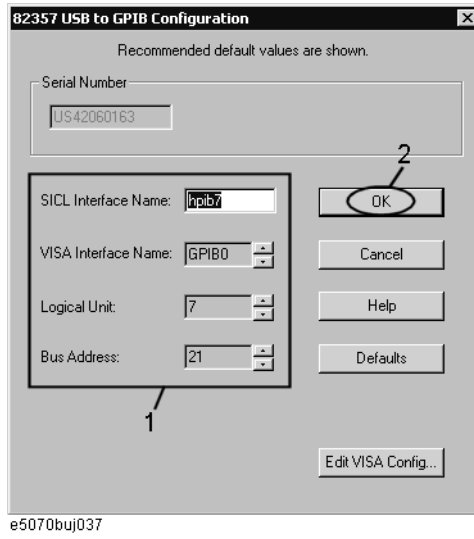 82357 USB to GPIB Configuration
Recommended default values are shown.
Serial Number
US42060163
2
SICL Interface Name: hpib7 OK
VISA Interface Name: GPIB0 Cancel
Logical Unit: 7 Help
Bus Address: 21 Defaults
1
Edit VISA Config...
e5070buj037